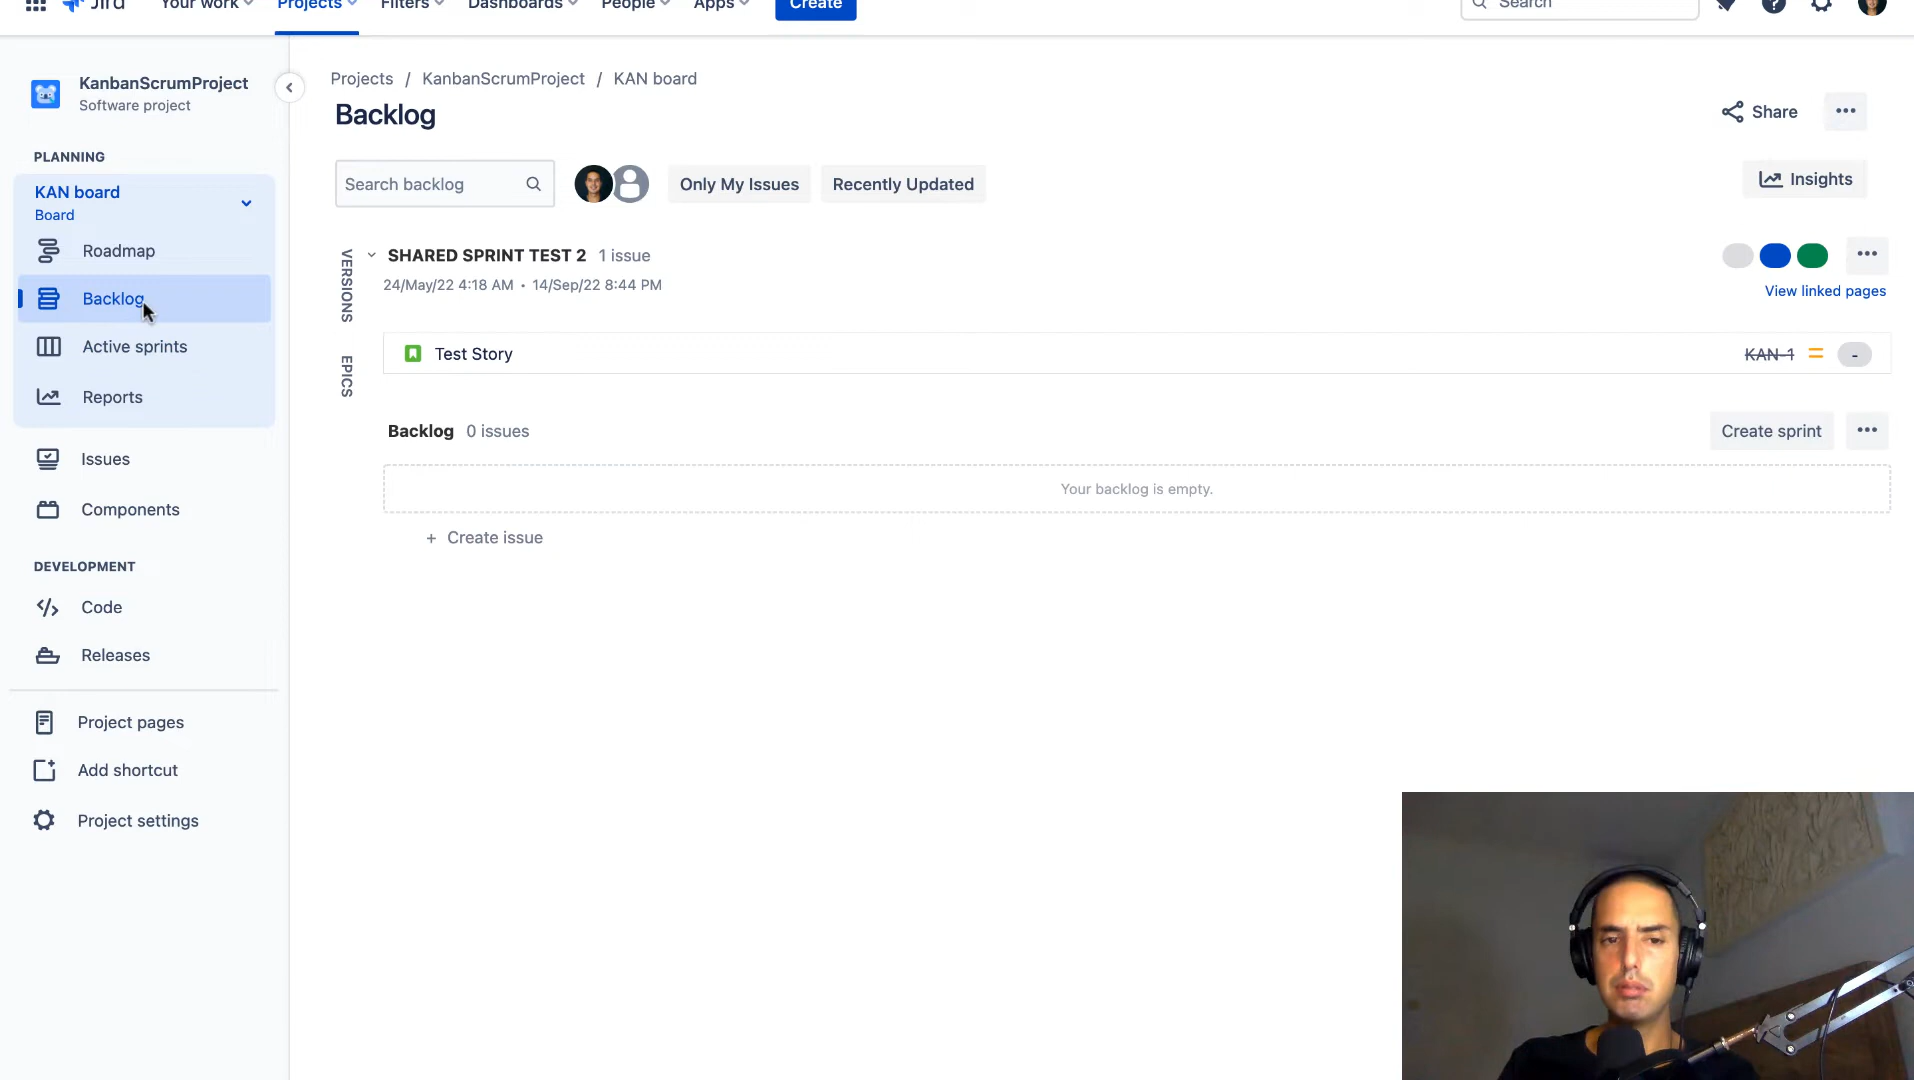 Jira Your work Projects Filters Dashboards People Apps Create Search
KanbanScrumProject
Software project
PLANNING
KAN board
Board
Roadmap
Backlog
Active sprints
Reports
Issues
Components
DEVELOPMENT
Code
Releases
Project pages
Add shortcut
Project settings
Projects / KanbanScrumProject / KAN board
Backlog
Share
Search backlog Only My Issues Recently Updated Insights
VERSIONS
EPICS
SHARED SPRINT TEST 2 1 issue
24/May/22 4:18 AM • 14/Sep/22 8:44 PM
View linked pages
Test Story KAN-1 -
Backlog 0 issues Create sprint
Your backlog is empty.
+ Create issue